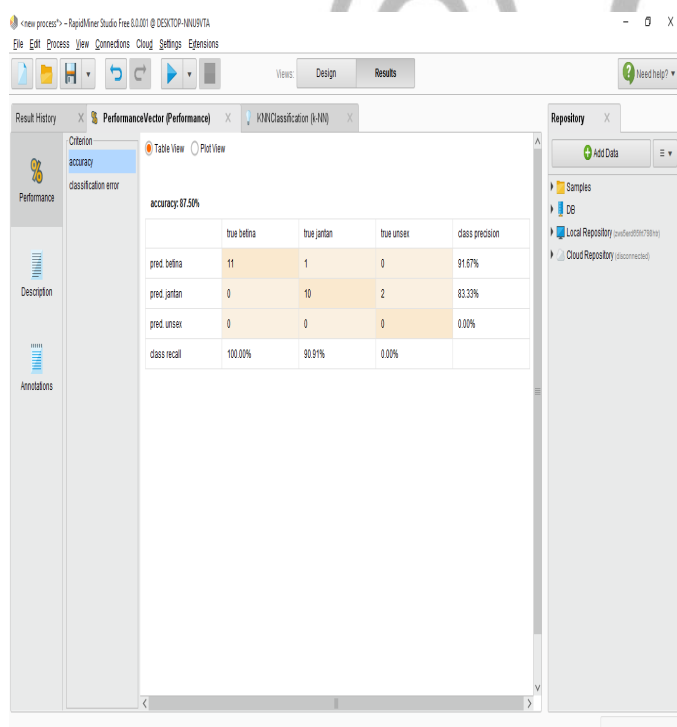 <new process*> – RapidMiner Studio Free 8.0.001 @ DESKTOP-NNU9VTA
File Edit Process View Connections Cloud Settings Extensions
Views: Design Results Need help?
Result History PerformanceVector (Performance) KNNClassification (k-NN) Repository
Criterion
accuracy
classification error
Table View Plot View
Performance
Description
Annotations
accuracy: 87.50%
true betina true jantan true unsex class precision
pred. betina 11 1 0 91.67%
pred. jantan 0 10 2 83.33%
pred. unsex 0 0 0 0.00%
class recall 100.00% 90.91% 0.00%
Add Data
Samples
DB
Local Repository
Cloud Repository (disconnected)